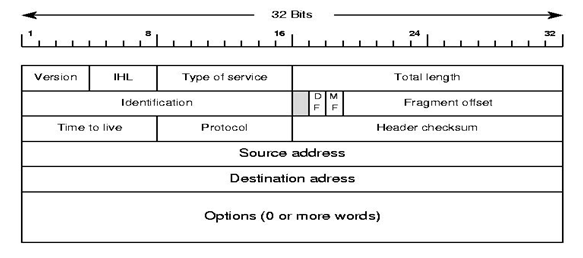 32 Bits
1 8 16 24 32
Version IHL Type of service Total length
Identification D F M F Fragment offset
Time to live Protocol Header checksum
Source address
Destination adress
Options (0 or more words)